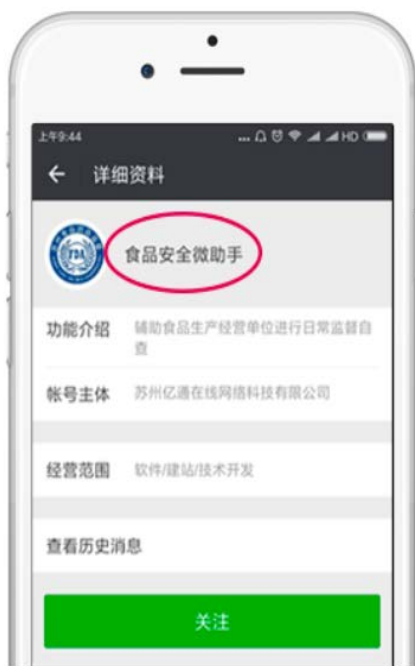 上午9:44
... HD
详细资料
FDA
食品安全微助手
功能介绍 辅助食品生产经营单位进行日常监督自
查
帐号主体 苏州亿通在线网络科技有限公司
经营范围 软件/建站/技术开发
查看历史消息
关注